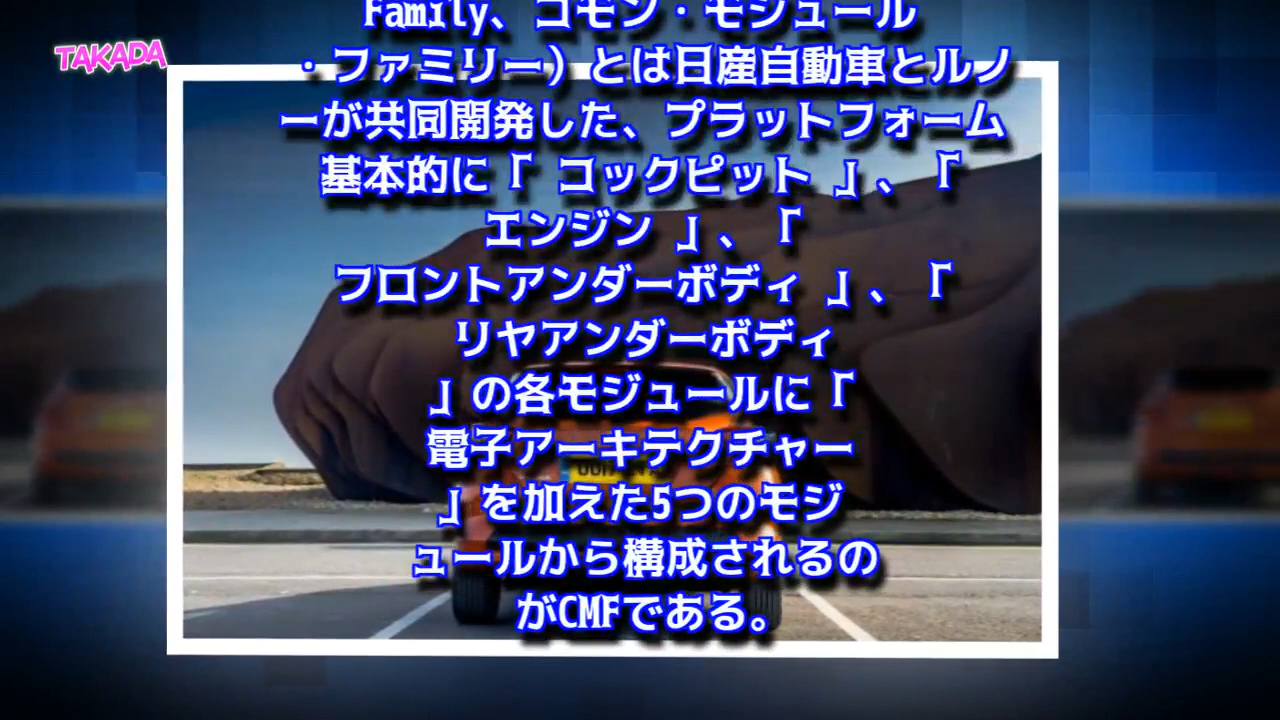 TAKADA
Family、コモン・モジュール
・ファミリー）とは日産自動車とルノ
ーが共同開発した、プラットフォーム
基本的に「 コックピット 」、「
エンジン 」、「
フロントアンダーボディ 」、「
リヤアンダーボディ
」の各モジュールに「
電子アーキテクチャー
」を加えた5つのモジ
ュールから構成されるの
がCMFである。